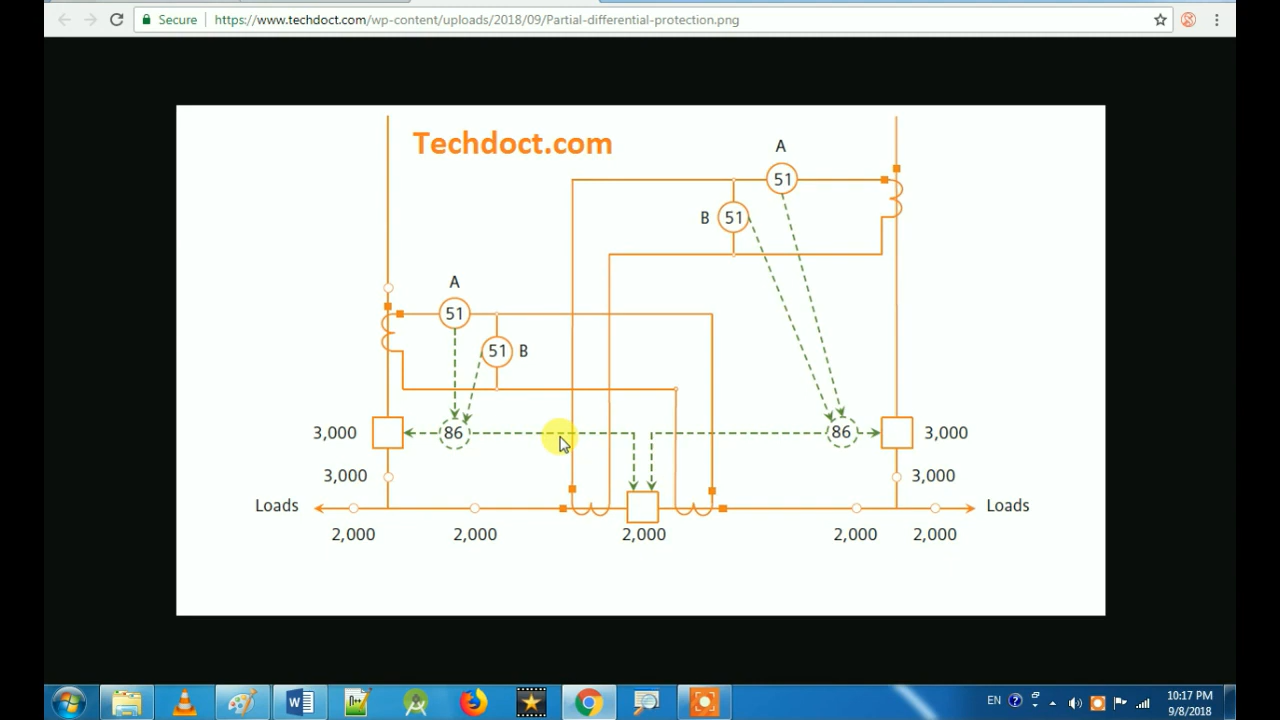 Secure
https://www.techdoct.com/wp-content/uploads/2018/09/Partial-differential-protection.png
Techdoct.com
A
51
B 51
A
51
51 B
3,000 86 86 3,000
3,000 3,000
Loads Loads
2,000 2,000 2,000 2,000 2,000
EN
10:17 PM
9/8/2018